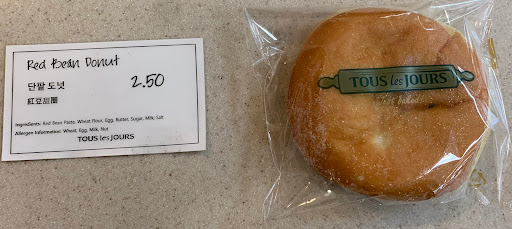 Red Bean Donut
단팥 도넛
2.50
紅豆甜圈
Ingredients: Red Bean Paste, Wheat Flour, Egg, Butter, Sugar, Milk, Salt
Allergen Information: Wheat, Egg, Milk, Nut
TOUS les JOURS
TOUS les JOURS
baked